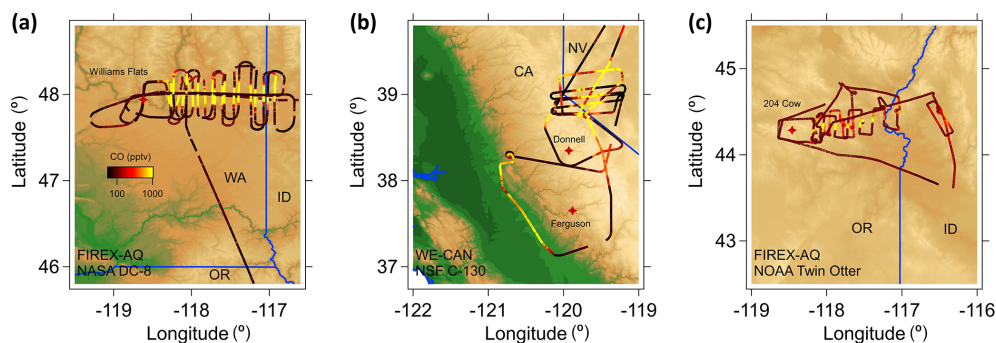 (a)
Williams Flats
CO (pptv)
100 1000
WA
ID
OR
FIREX-AQ
NASA DC-8
48
47
46
-119 -118 -117
Latitude (º)
Longitude (º)
(b)
NV
CA
Donnell
Ferguson
WE-CAN
NSF C-130
39
38
37
-122 -121 -120 -119
Latitude (º)
Longitude (º)
(c)
204 Cow
OR
ID
FIREX-AQ
NOAA Twin Otter
45
44
43
-119 -118 -117 -116
Latitude (º)
Longitude (º)